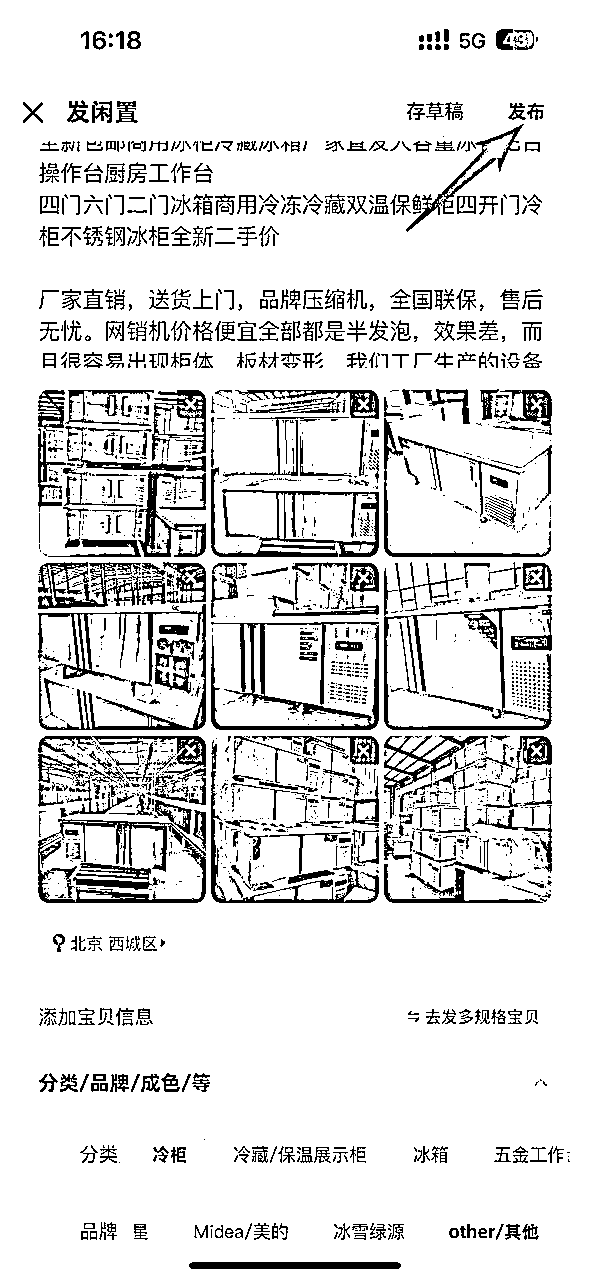 16:18 5G
发闲置 存草稿 发布
全新包邮商用冰柜冷藏冰箱厂家直发大容量
操作台厨房工作台
四门六门二门冰箱商用冷冻冷藏双温保鲜柜四开门冷
柜不锈钢冰柜全新二手价
厂家直销，送货上门，品牌压缩机，全国联保，售后
无忧。网销机价格便宜全部都是半发泡，效果差，而
且很容易出现柜体、板材变形，我们工厂生产的设备
北京 西城区
添加宝贝信息 去发多规格宝贝
分类/品牌/成色/等
分类 冷柜 冷藏/保温展示柜 冰箱 五金工作
品牌 星 Midea/美的 冰雪绿源 other/其他